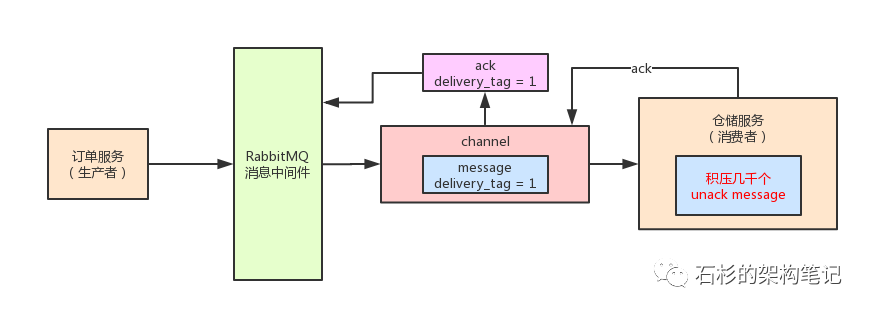 订单服务
（生产者）
RabbitMQ
消息中间件
ack
delivery_tag = 1
channel
message
delivery_tag = 1
ack
仓储服务
（消费者）
积压几千个
unack message
石杉的架构笔记